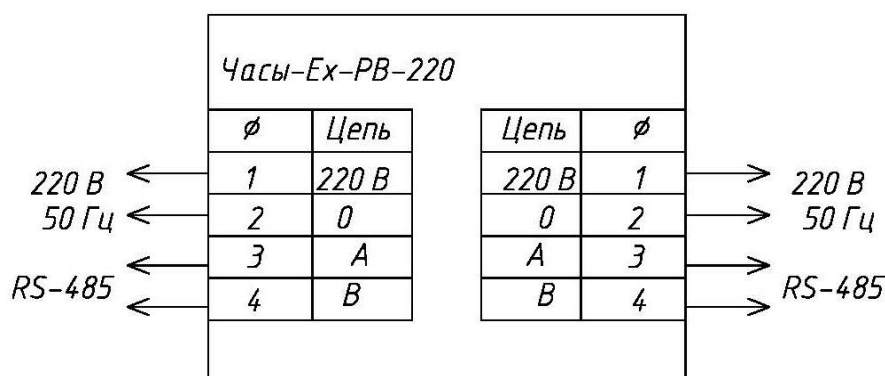 Часы-Ех-РВ-220
Ø Цепь Цепь Ø
220 В 1 220 В 220 В 1 220 В
50 Гц 2 0 0 2 50 Гц
3 А А 3
RS-485 4 В В 4 RS-485